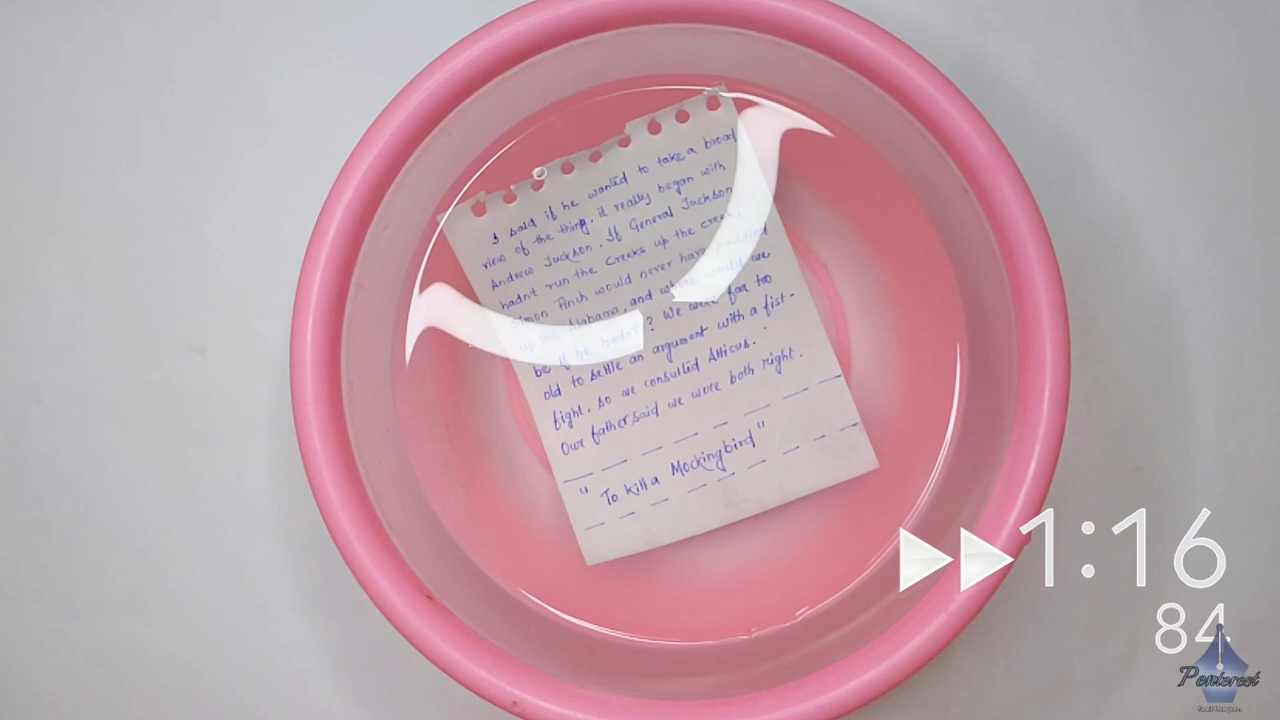 I said if he wanted to take a broad
view of the thing, it really began with
Andrew Jackson. If General Jackson
hadnt run the Creeks up the creek,
Simon Finch would never have paddled
up the Alabama, and where would we
be if he hadnt? We were far too
old to settle an argument with a fist-
fight, so we consulted Atticus.
Our father said we were both right.
" To kill a Mockingbird"
1:16
84
Penterest